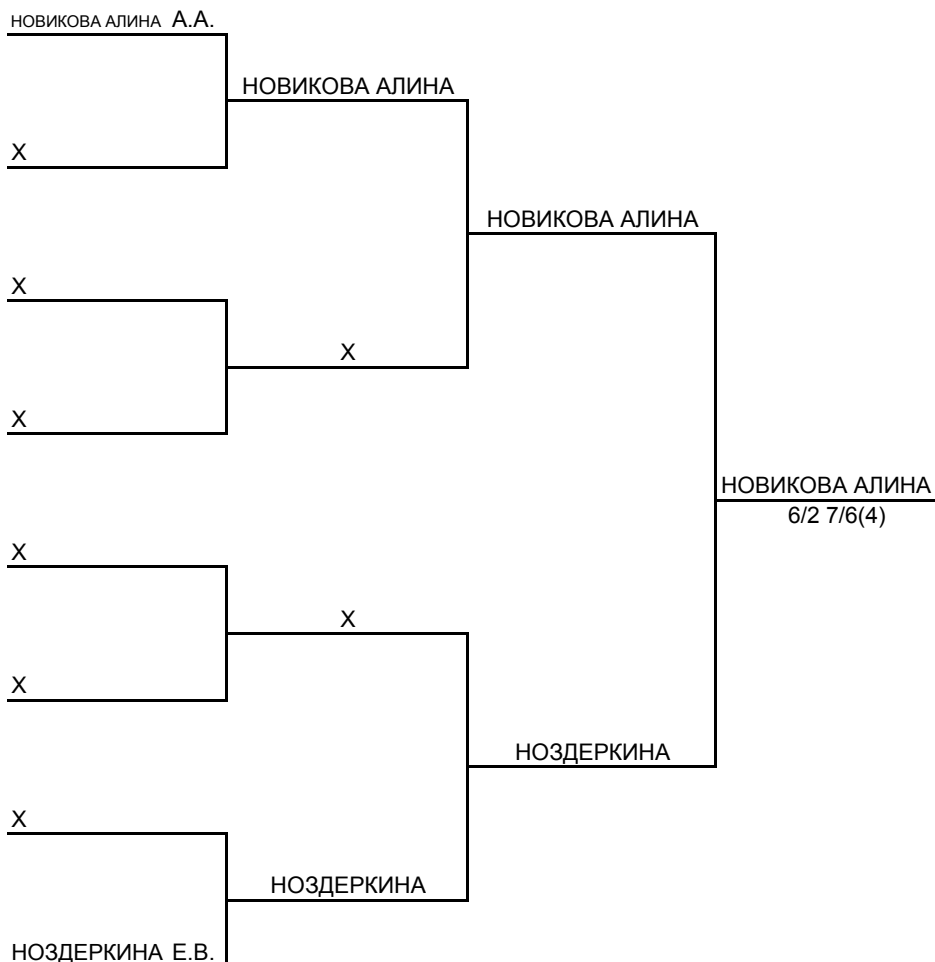 НОВИКОВА АЛИНА А.А.
НОВИКОВА АЛИНА
Х
НОВИКОВА АЛИНА
Х
Х
Х
НОВИКОВА АЛИНА
6/2 7/6(4)
Х
Х
Х
НОЗДЕРКИНА
Х
НОЗДЕРКИНА
НОЗДЕРКИНА Е.В.